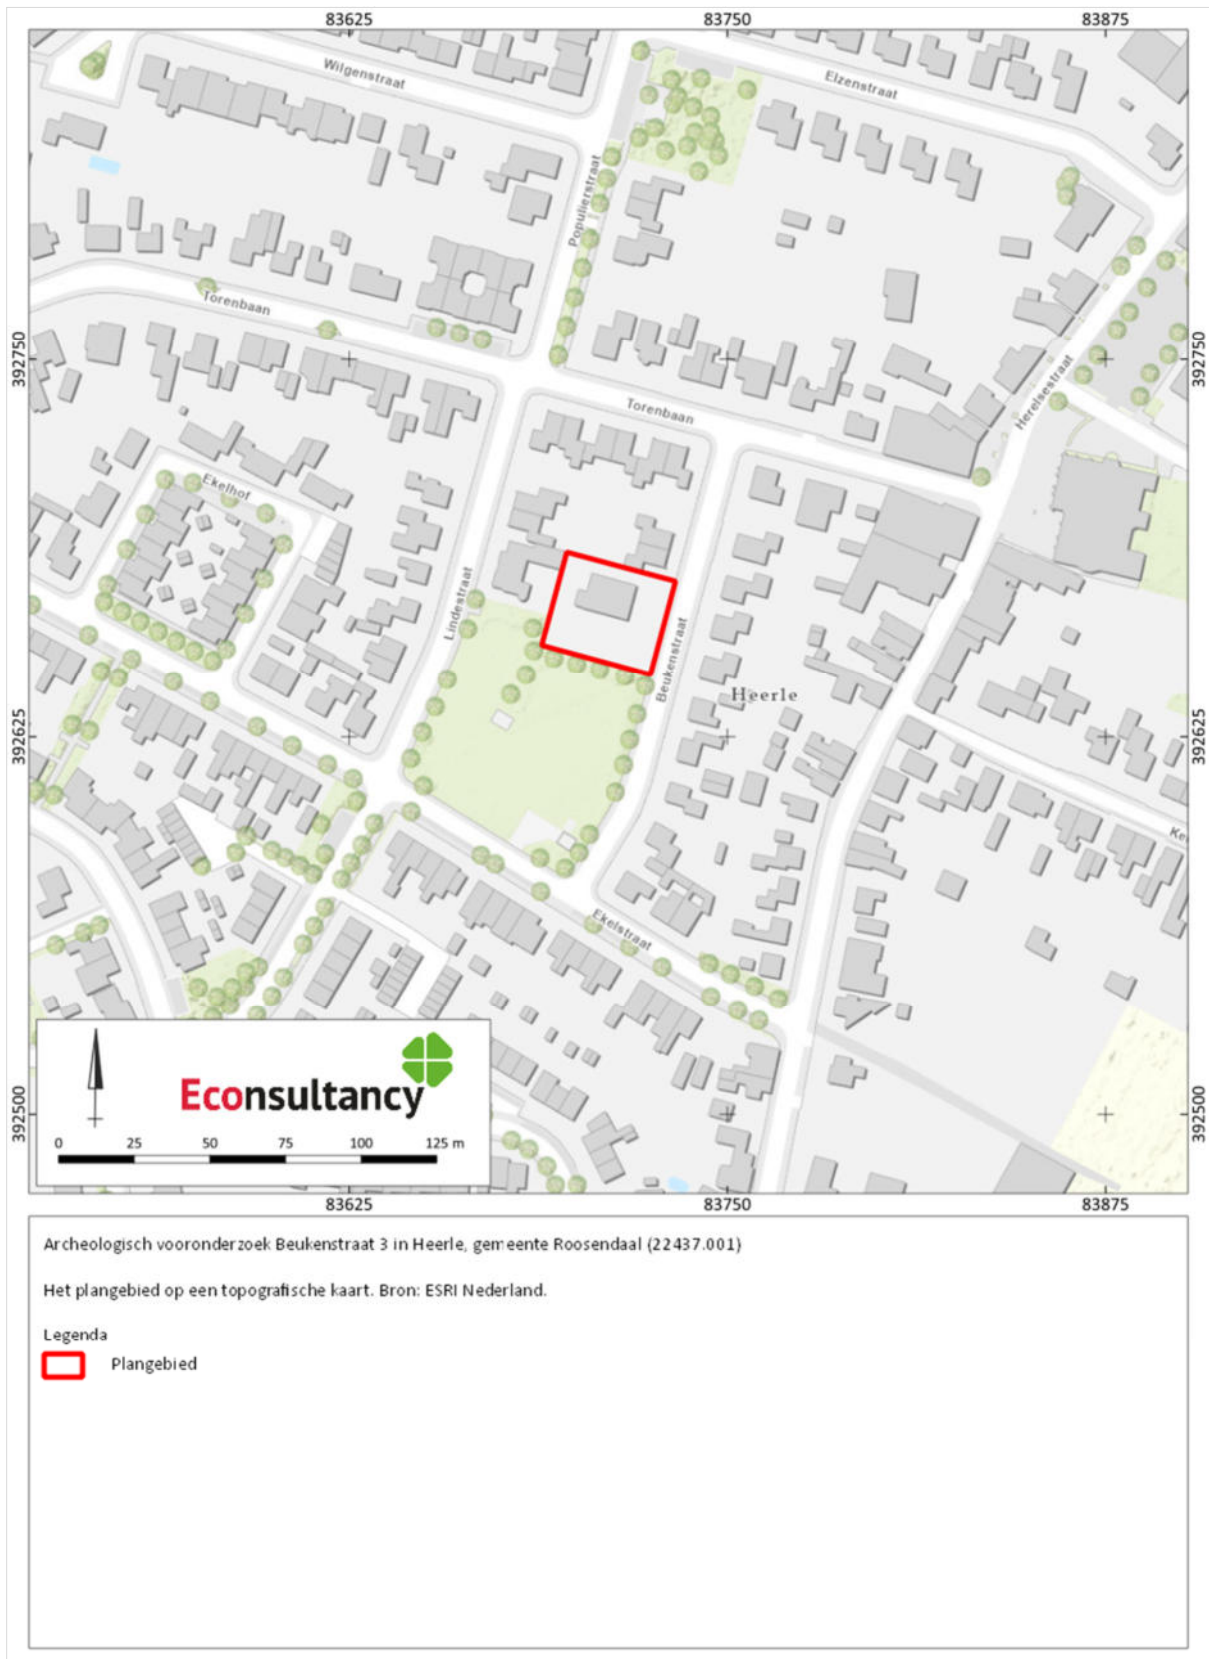 83625 83750 83875
Wilgenstraat
Elzenstraat
Populierstraat
Torenbaan
392750 392750
Herelsestraat
Torenbaan
Ekelhof
Lindestraat
Beukenstraat
Heerle
392625 392625
Ke
Ekelstraat
Econsultancy
392500 392500
0 25 50 75 100 125 m
83625 83750 83875
Archeologisch vooronderzoek Beukenstraat 3 in Heerle, gemeente Roosendaal (22437.001)
Het plangebied op een topografische kaart. Bron: ESRI Nederland.
Legenda
Plangebied